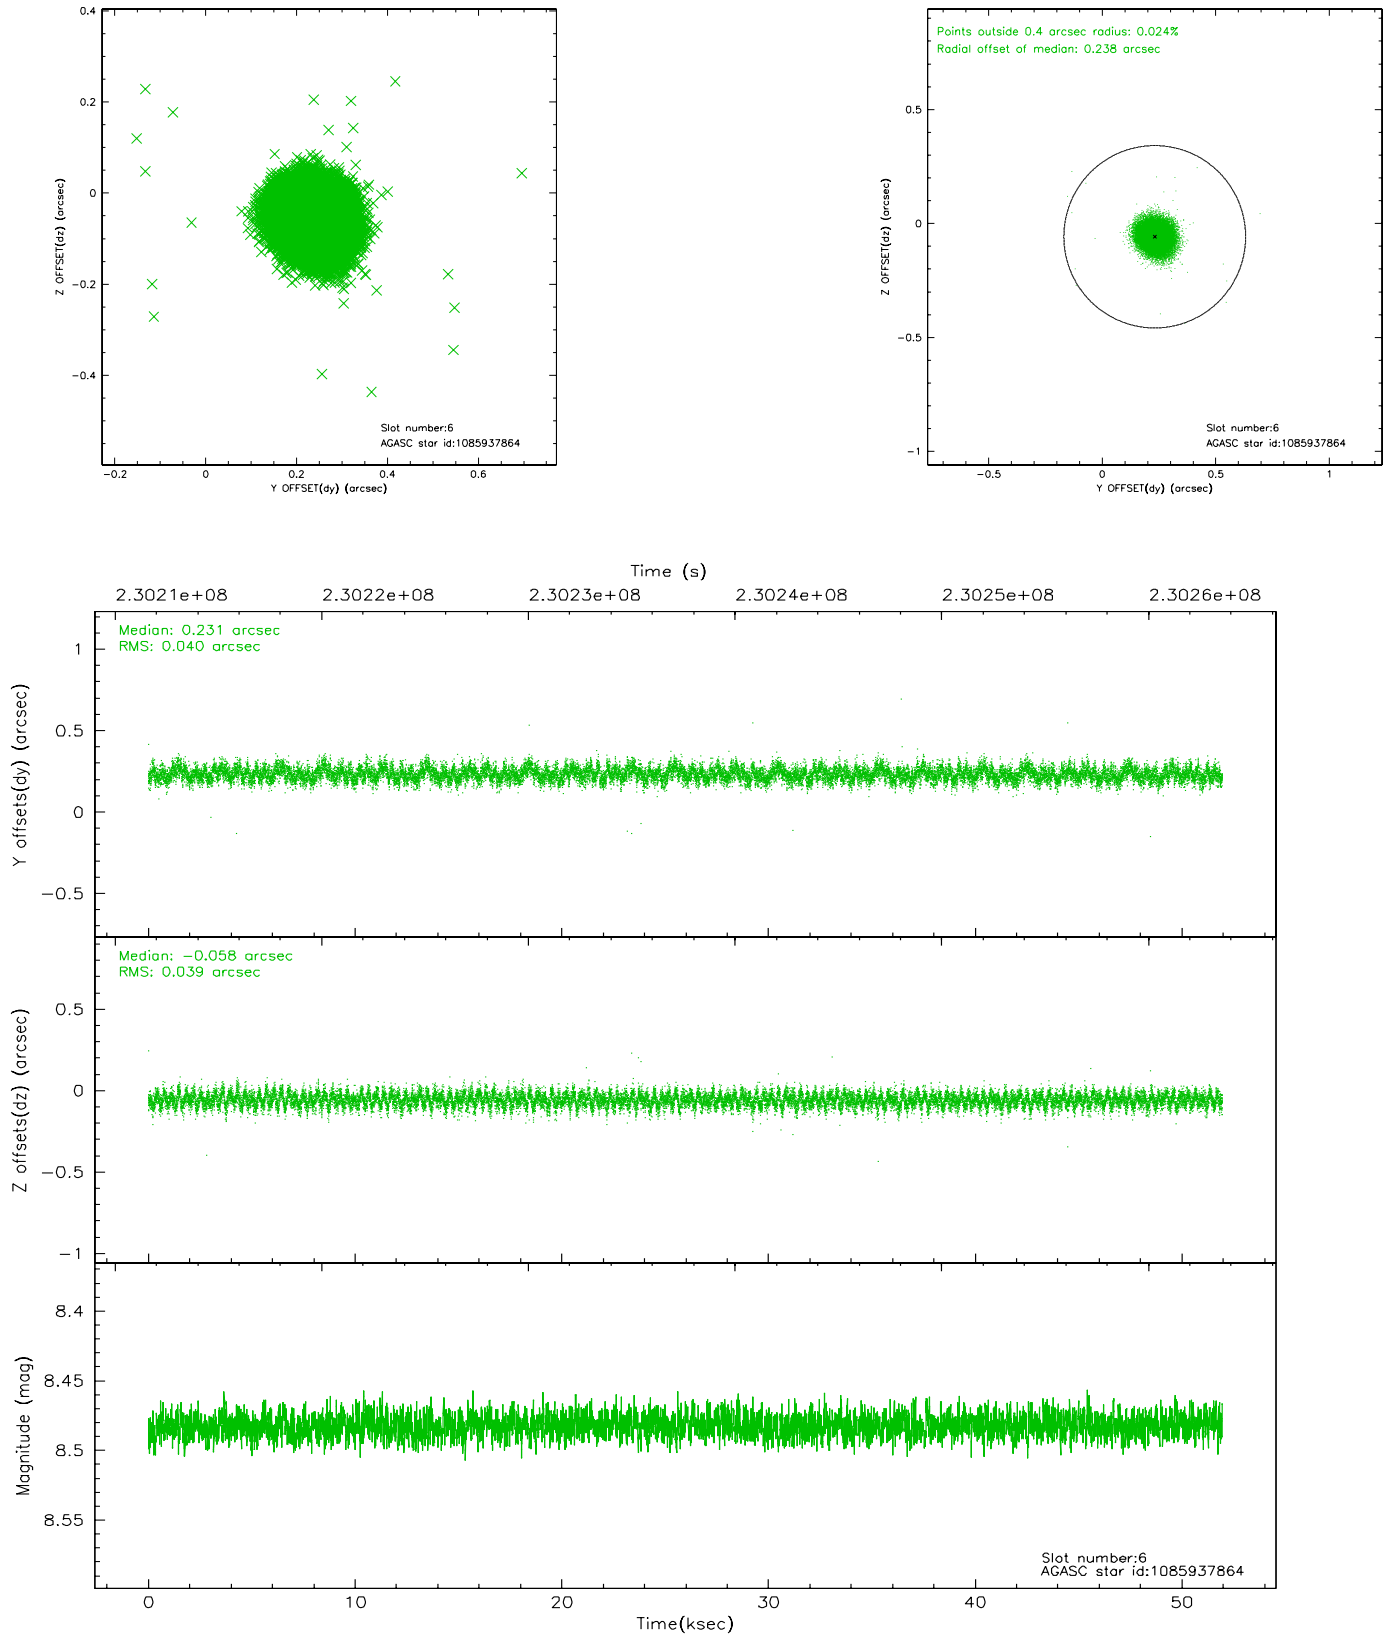 0.4
0.2
0
−0.2
−0.4
Z OFFSET(dz) (arcsec)
Slot number:6
AGASC star id:1085937864
−0.2 0 0.2 0.4 0.6
Y OFFSET(dy) (arcsec)
Points outside 0.4 arcsec radius: 0.024%
Radial offset of median: 0.238 arcsec
0.5
0
−0.5
−1
Z OFFSET(dz) (arcsec)
Slot number:6
AGASC star id:1085937864
−0.5 0 0.5 1
Y OFFSET(dy) (arcsec)
Time (s)
2.3021e+08 2.3022e+08 2.3023e+08 2.3024e+08 2.3025e+08 2.3026e+08
Median: 0.231 arcsec
RMS: 0.040 arcsec
1
0.5
0
−0.5
Y offsets(dy) (arcsec)
Median: −0.058 arcsec
RMS: 0.039 arcsec
0.5
0
−0.5
−1
Z offsets(dz) (arcsec)
8.4
8.45
8.5
8.55
Magnitude (mag)
Slot number:6
AGASC star id:1085937864
0 10 20 30 40 50
Time(ksec)